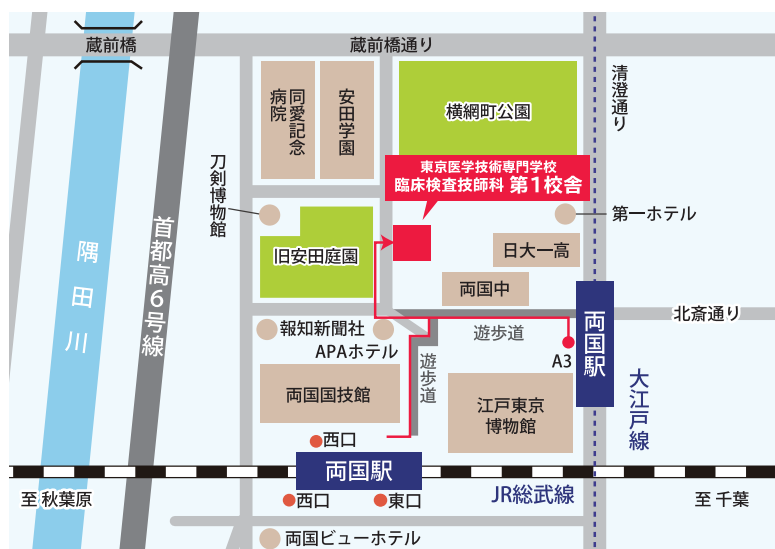 蔵前橋
蔵前橋通り
清澄通り
同愛記念
病院
安田学園
横網町公園
東京医学技術専門学校
臨床検査技師科 第1校舎
刀剣博物館
第一ホテル
首都高6号線
隅田川
旧安田庭園
日大一高
両国中
両国駅
北斎通り
報知新聞社
APAホテル
遊歩道
遊歩道
A3
大江戸線
両国国技館
江戸東京
博物館
西口
両国駅
至 秋葉原
西口
東口
JR総武線
至 千葉
両国ビューホテル